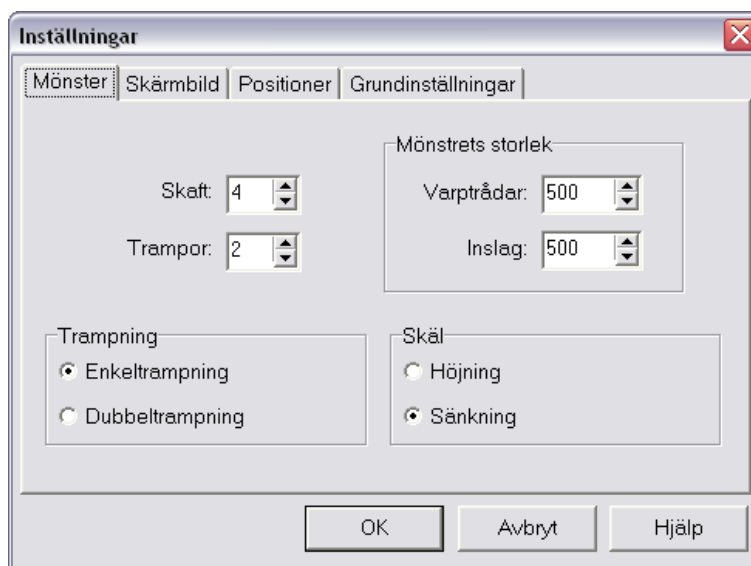 Inställningar
Mönster Skärmbild Positioner Grundinställningar
Mönstrets storlek
Skaft: 4
Varptrådar: 500
Trampor: 2
Inslag: 500
Trampning
Enkeltrampning
Dubbeltrampning
Skäl
Höjning
Sänkning
OK Avbryt Hjälp